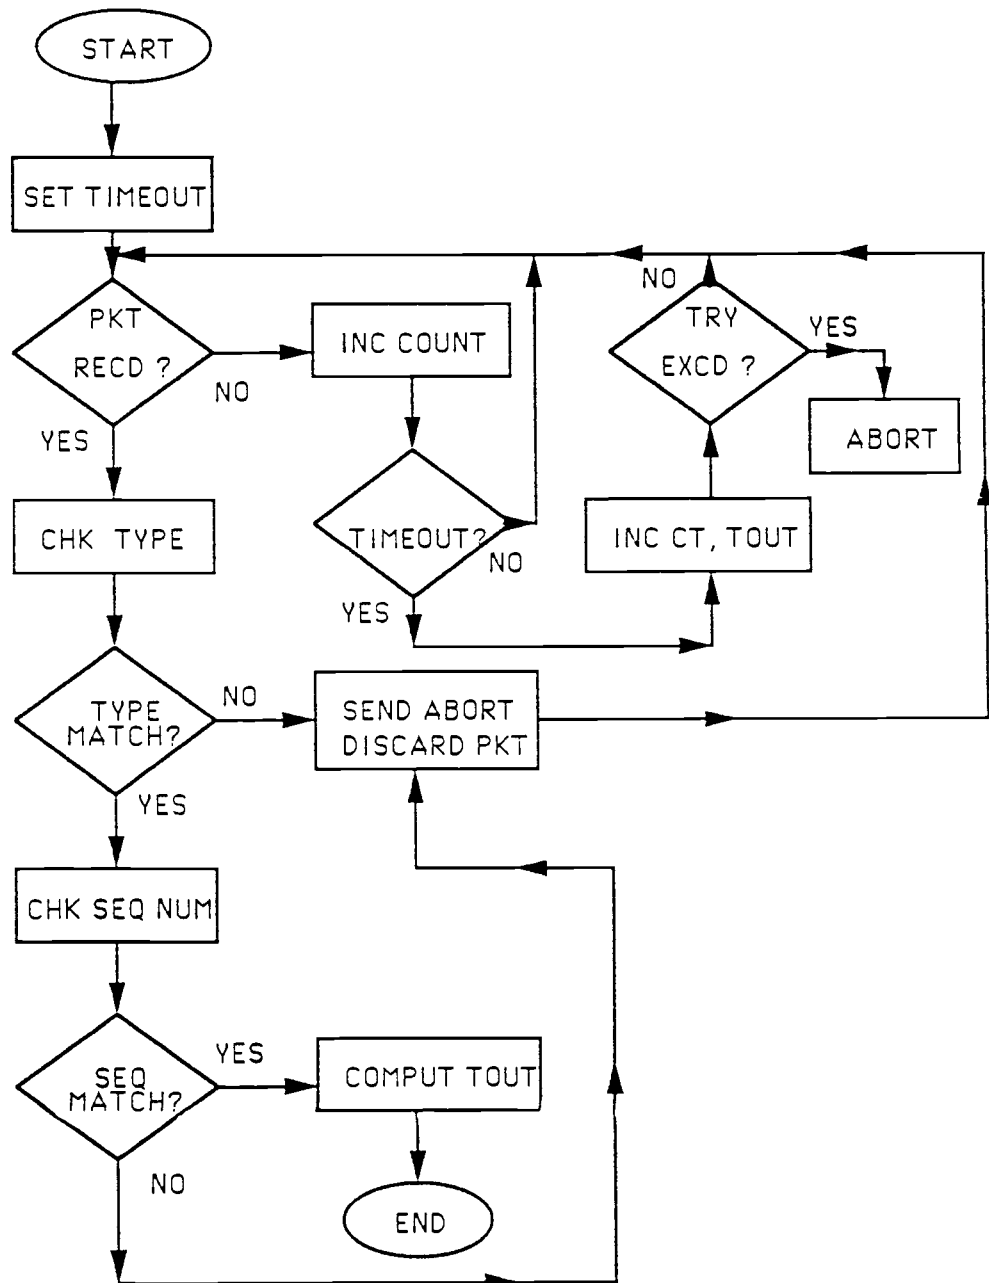 START
SET TIMEOUT
PKT
RECD ?
NO
YES
INC COUNT
TIMEOUT?
NO
YES
NO
TRY
EXCD ?
YES
ABORT
INC CT, TOUT
CHK TYPE
TYPE
MATCH?
NO
YES
SEND ABORT
DISCARD PKT
CHK SEQ NUM
SEQ
MATCH?
YES
NO
COMPUT TOUT
END